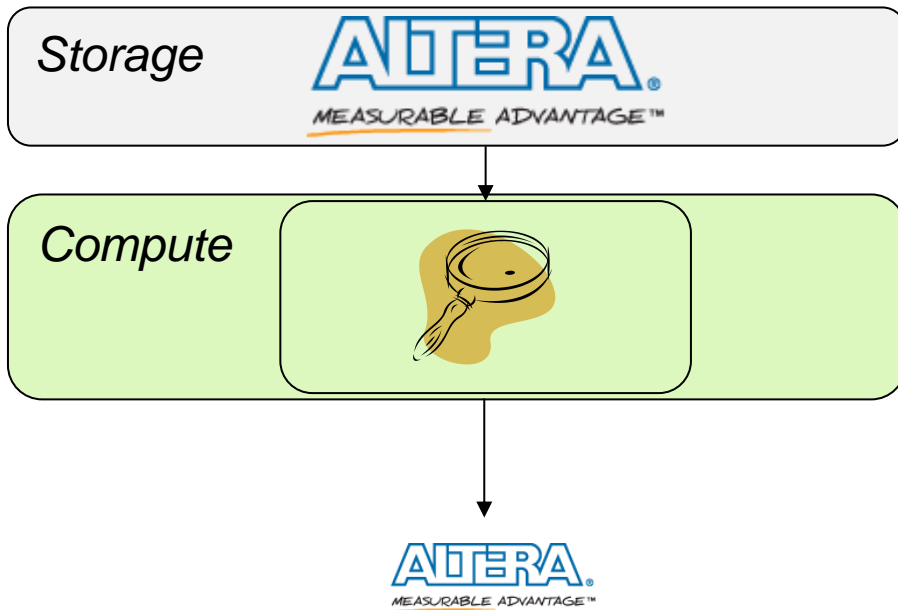 Storage
ALTERA®
MEASURABLE ADVANTAGE™
Compute
ALTERA®
MEASURABLE ADVANTAGE™